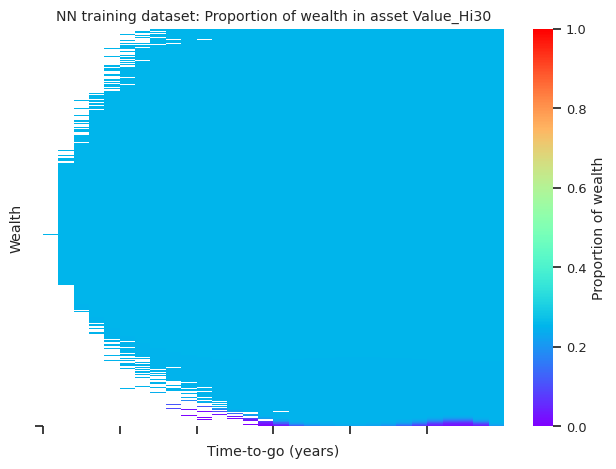 NN training dataset: Proportion of wealth in asset Value_Hi30
Wealth
Time-to-go (years)
1.0
0.8
0.6
0.4
0.2
0.0
Proportion of wealth